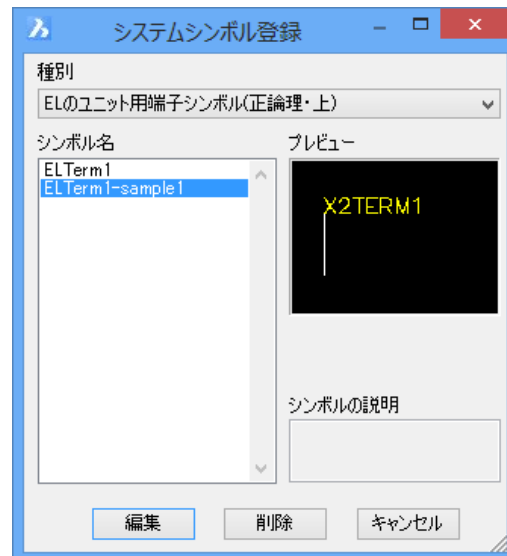 システムシンボル登録
種別
ELのユニット用端子シンボル(正論理・上)
シンボル名
プレビュー
ELTerm1
ELTerm1-sample1
X2TERM1
シンボルの説明
編集
削除
キャンセル